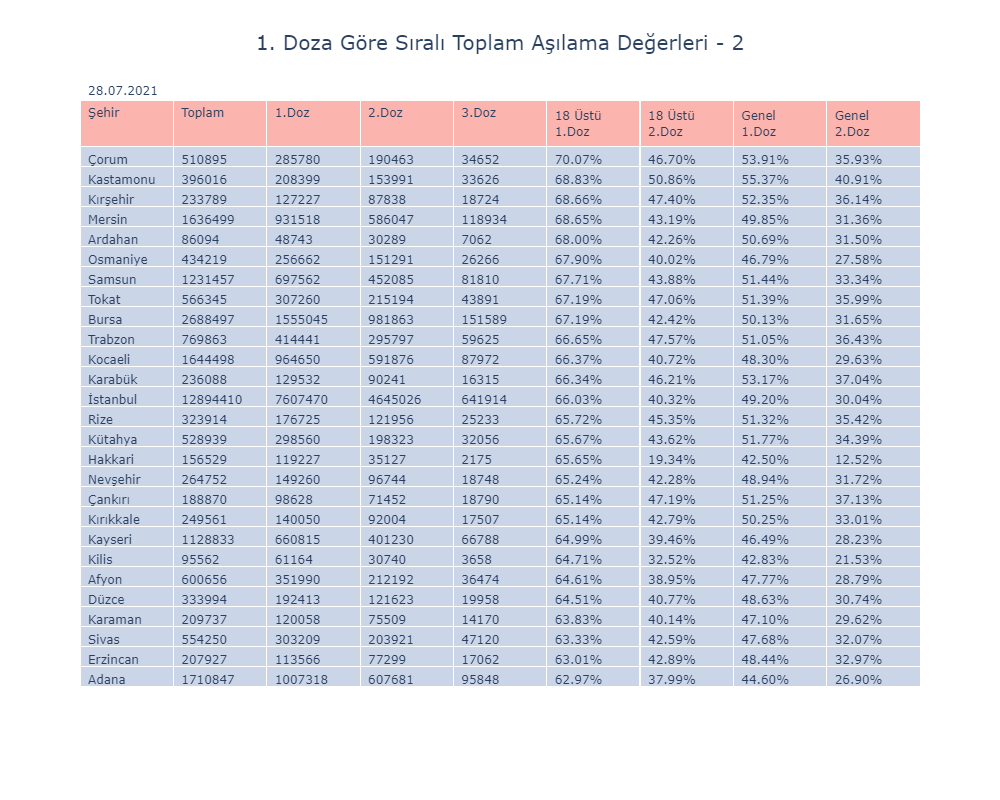 1. Doza Göre Sıralı Toplam Aşılama Değerleri - 2
28.07.2021
Şehir Toplam 1.Doz 2.Doz 3.Doz 18 Üstü 1.Doz 18 Üstü 2.Doz Genel 1.Doz Genel 2.Doz
Çorum 510895 285780 190463 34652 70.07% 46.70% 53.91% 35.93%
Kastamonu 396016 208399 153991 33626 68.83% 50.86% 55.37% 40.91%
Kırşehir 233789 127227 87838 18724 68.66% 47.40% 52.35% 36.14%
Mersin 1636499 931518 586047 118934 68.65% 43.19% 49.85% 31.36%
Ardahan 86094 48743 30289 7062 68.00% 42.26% 50.69% 31.50%
Osmaniye 434219 256662 151291 26266 67.90% 40.02% 46.79% 27.58%
Samsun 1231457 697562 452085 81810 67.71% 43.88% 51.44% 33.34%
Tokat 566345 307260 215194 43891 67.19% 47.06% 51.39% 35.99%
Bursa 2688497 1555045 981863 151589 67.19% 42.42% 50.13% 31.65%
Trabzon 769863 414441 295797 59625 66.65% 47.57% 51.05% 36.43%
Kocaeli 1644498 964650 591876 87972 66.37% 40.72% 48.30% 29.63%
Karabük 236088 129532 90241 16315 66.34% 46.21% 53.17% 37.04%
İstanbul 12894410 7607470 4645026 641914 66.03% 40.32% 49.20% 30.04%
Rize 323914 176725 121956 25233 65.72% 45.35% 51.32% 35.42%
Kütahya 528939 298560 198323 32056 65.67% 43.62% 51.77% 34.39%
Hakkari 156529 119227 35127 2175 65.65% 19.34% 42.50% 12.52%
Nevşehir 264752 149260 96744 18748 65.24% 42.28% 48.94% 31.72%
Çankırı 188870 98628 71452 18790 65.14% 47.19% 51.25% 37.13%
Kırıkkale 249561 140050 92004 17507 65.14% 42.79% 50.25% 33.01%
Kayseri 1128833 660815 401230 66788 64.99% 39.46% 46.49% 28.23%
Kilis 95562 61164 30740 3658 64.71% 32.52% 42.83% 21.53%
Afyon 600656 351990 212192 36474 64.61% 38.95% 47.77% 28.79%
Düzce 333994 192413 121623 19958 64.51% 40.77% 48.63% 30.74%
Karaman 209737 120058 75509 14170 63.83% 40.14% 47.10% 29.62%
Sivas 554250 303209 203921 47120 63.33% 42.59% 47.68% 32.07%
Erzincan 207927 113566 77299 17062 63.01% 42.89% 48.44% 32.97%
Adana 1710847 1007318 607681 95848 62.97% 37.99% 44.60% 26.90%